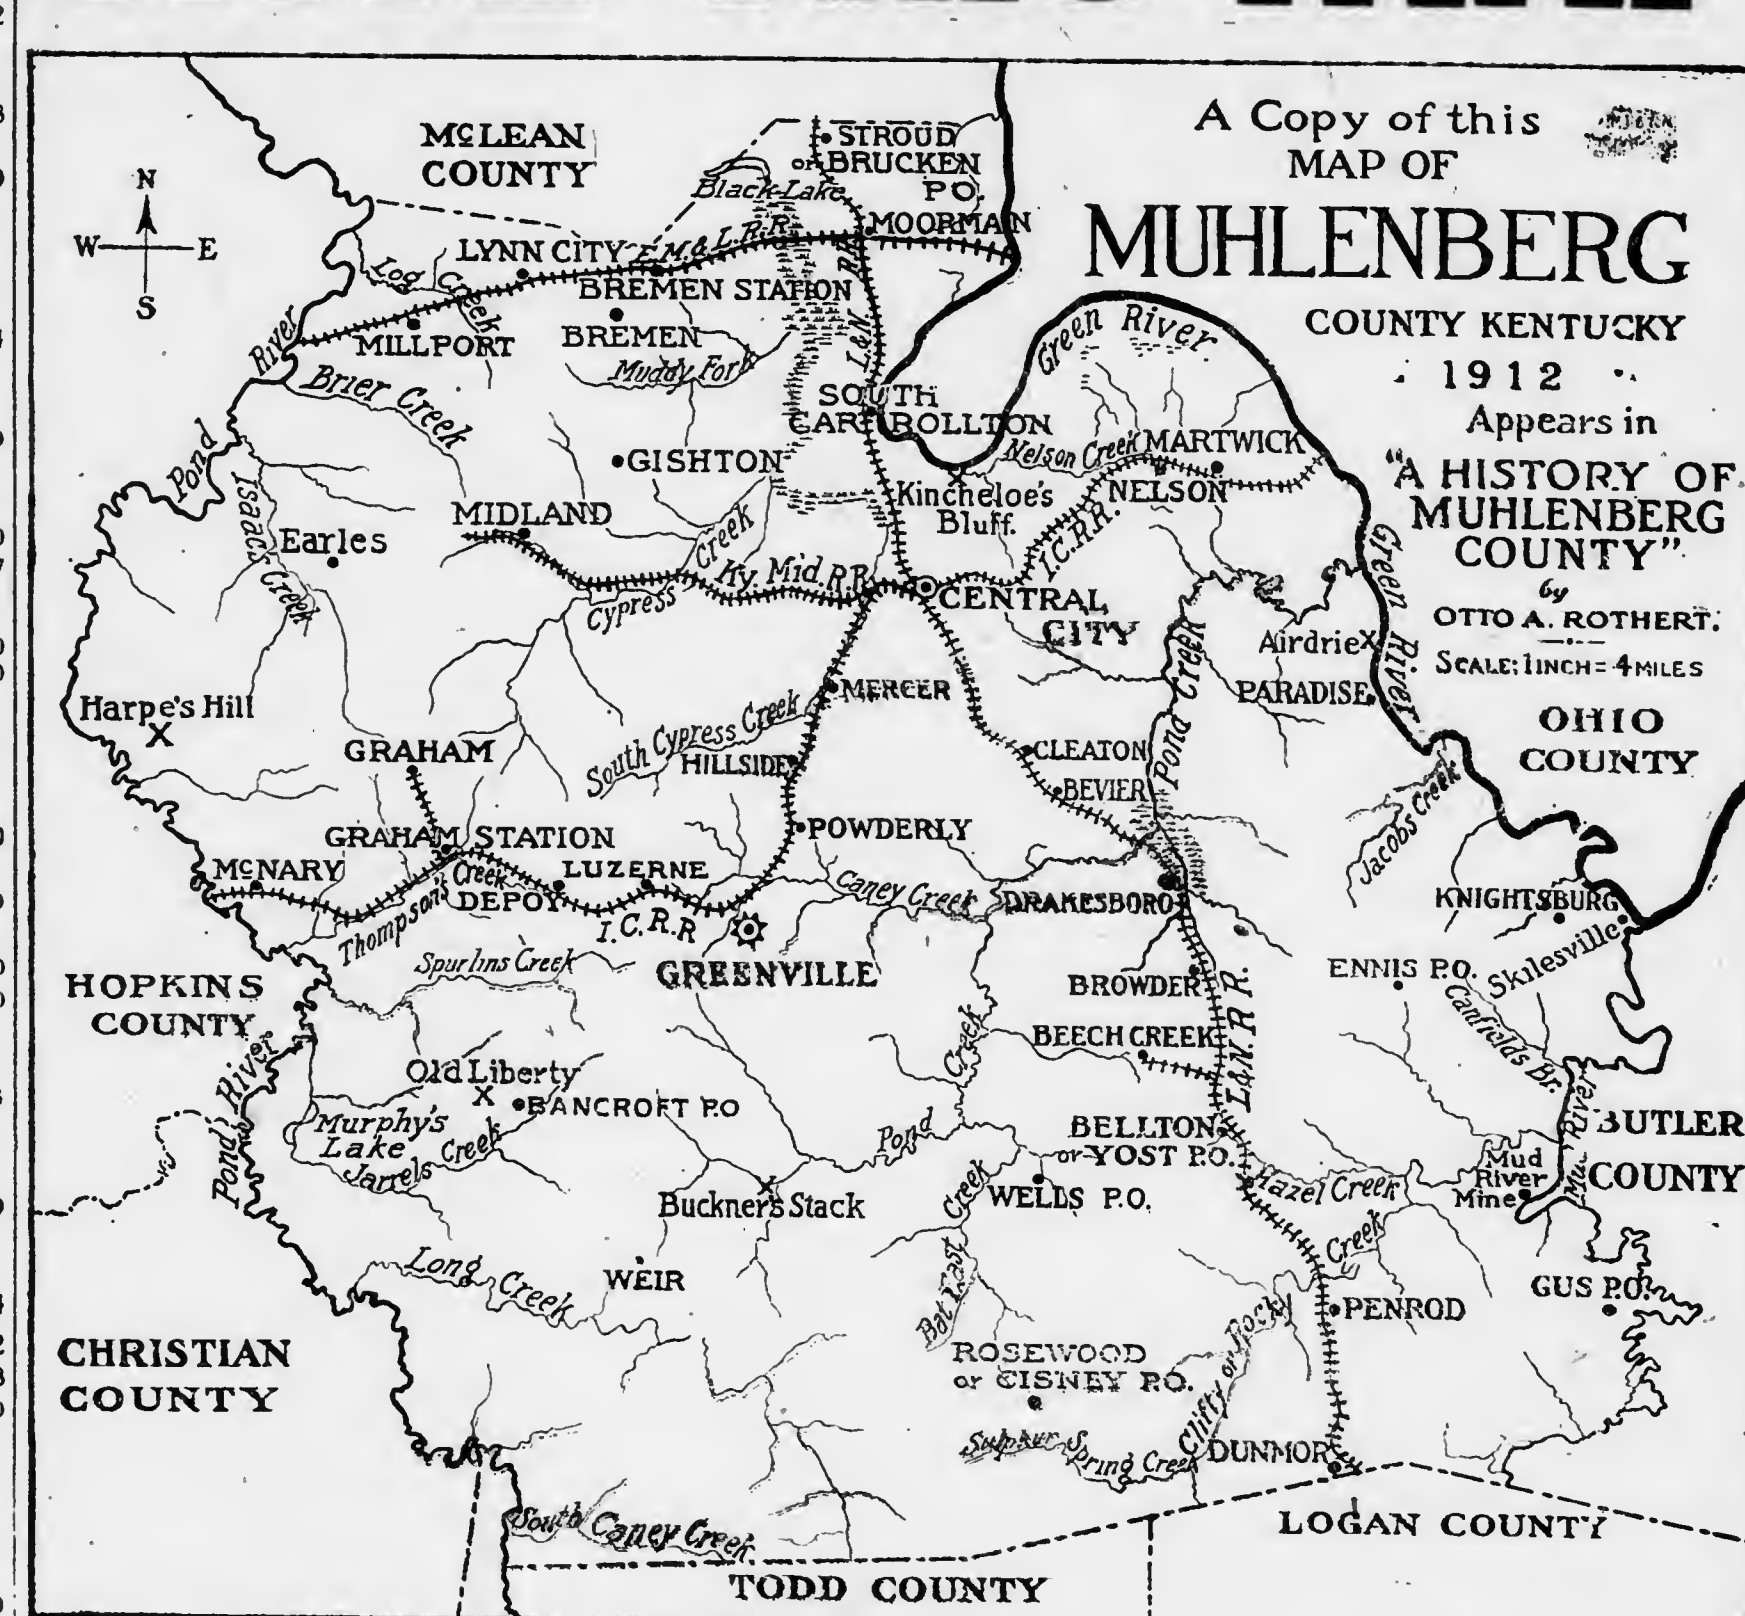 A Copy of this
MAP OF
MUHLENBERG
COUNTY KENTUCKY
1912
Appears in
"A HISTORY OF
MUHLENBERG
COUNTY"
by
OTTO A. ROTHERT.
SCALE; 1 INCH = 4 MILES
N
W E
S
McLEAN
COUNTY
STROUD
or BRUCKEN
P.O.
Black Lake
MOORMAN
LYNN CITY
E.M.& L.R.R.
Log Creek
BREMEN STATION
BREMEN
MILLPORT
L.&N. R.R.
Muddy Fork
Pond River
Brier Creek
SOUTH
CARROLLTON
Green River
Nelson Creek
MARTWICK
NELSON
Kincheloe's
Bluff.
I.C.R.R.
GISHTON
MIDLAND
Isaacs Creek
Earles
Cypress Creek
Ky. Mid. R.R.
CENTRAL
CITY
Green River
Airdrie X
PARADISE
OHIO
COUNTY
Harpe's Hill
X
MERCER
South Cypress Creek
HILLSIDE
GRAHAM
CLEATON
BEVIER
Pond Creek
Jacobs Creek
POWDERLY
GRAHAM STATION
McNARY
Thompson's Creek
DEPOY
LUZERNE
I.C.R.R
Caney Creek
DRAKESBORO
KNIGHTSBURG
Skilesville
GREENVILLE
Spurlins Creek
HOPKINS
COUNTY
BROWDER
ENNIS P.O.
Canfields Br.
BEECH CREEK
L&N. R R.
Pond River
Old Liberty
X
BANCROFT P.O
Murphy's
Lake
Jarrels Creek
Pond Creek
BELLTON
or YOST P.O.
Hazel Creek
Mud
River
Mine
Mud River
BUTLER
COUNTY
Buckner's Stack
WELLS P.O.
Bat East Creek
Long Creek
WEIR
GUS P.O.
PENROD
Clifty or Rocky Creek
CHRISTIAN
COUNTY
ROSEWOOD
or CISNEY P.O.
Sulphur Spring Creek
DUNMOR
South Caney Creek
LOGAN COUNTY
TODD COUNTY